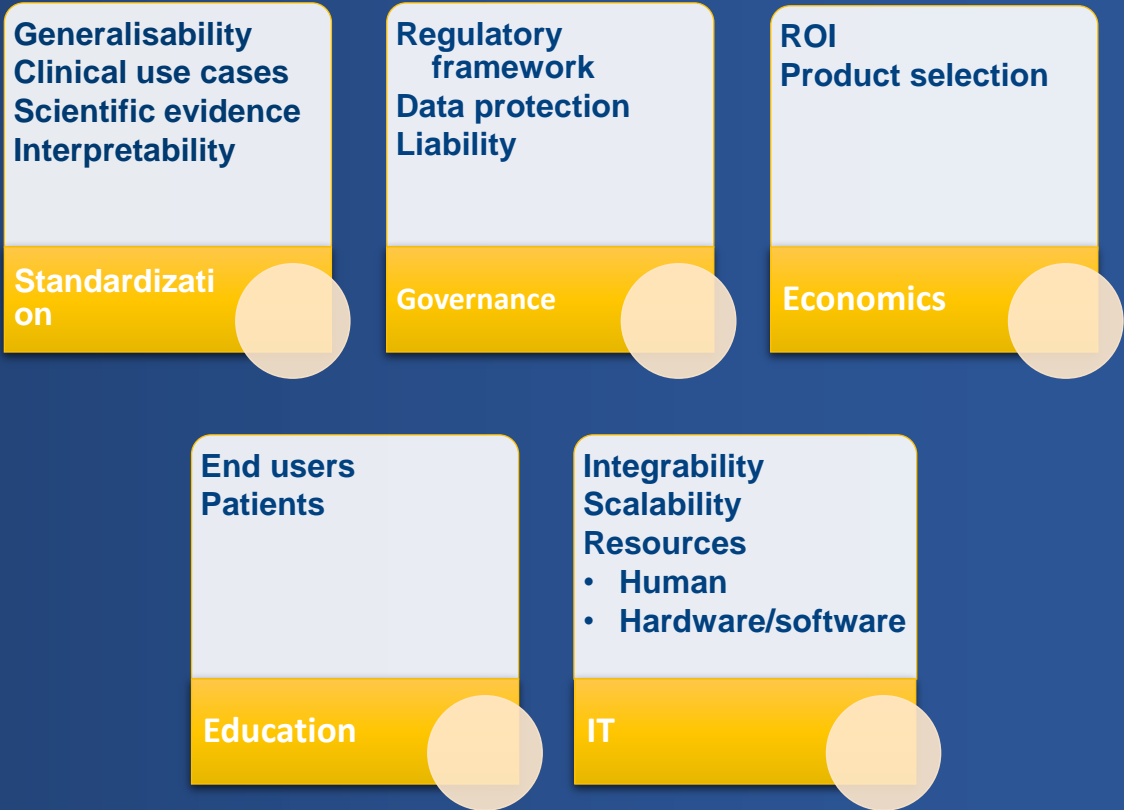 Generalisability
Clinical use cases
Scientific evidence
Interpretability
Standardizati
on
Regulatory
framework
Data protection
Liability
Governance
ROI
Product selection
Economics
End users
Patients
Education
Integrability
Scalability
Resources
• Human
• Hardware/software
IT